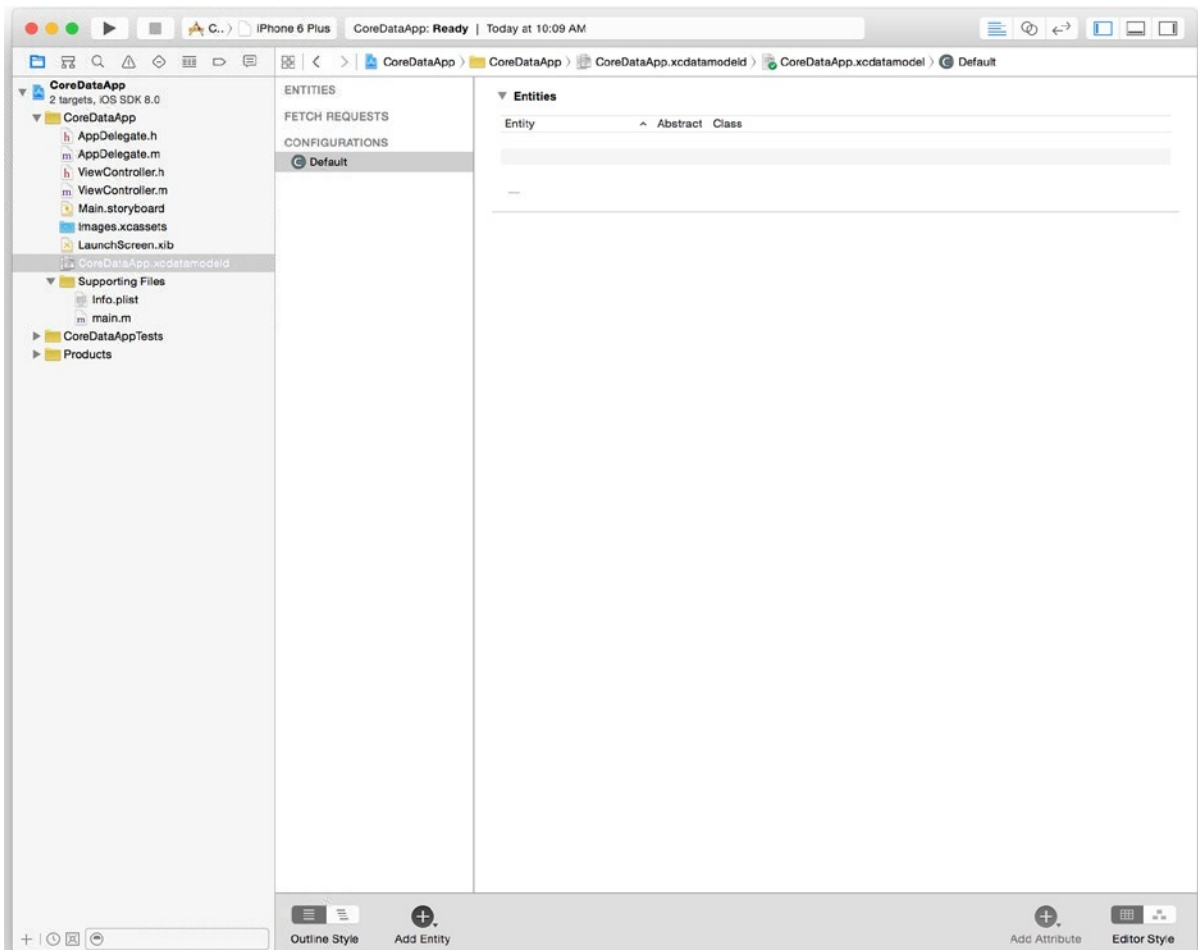 C..〉 iPhone 6 Plus CoreDataApp: Ready | Today at 10:09 AM
CoreDataApp 〉 CoreDataApp 〉 CoreDataApp.xcdatamodeld 〉 CoreDataApp.xcdatamodel 〉 C Default
CoreDataApp
2 targets, iOS SDK 8.0
CoreDataApp
h AppDelegate.h
m AppDelegate.m
h ViewController.h
m ViewController.m
Main.storyboard
Images.xcassets
LaunchScreen.xib
CoreDataApp.xcdatamodeld
Supporting Files
Info.plist
m main.m
CoreDataAppTests
Products
ENTITIES
FETCH REQUESTS
CONFIGURATIONS
C Default
Entities
Entity Abstract Class
Outline Style Add Entity Add Attribute Editor Style